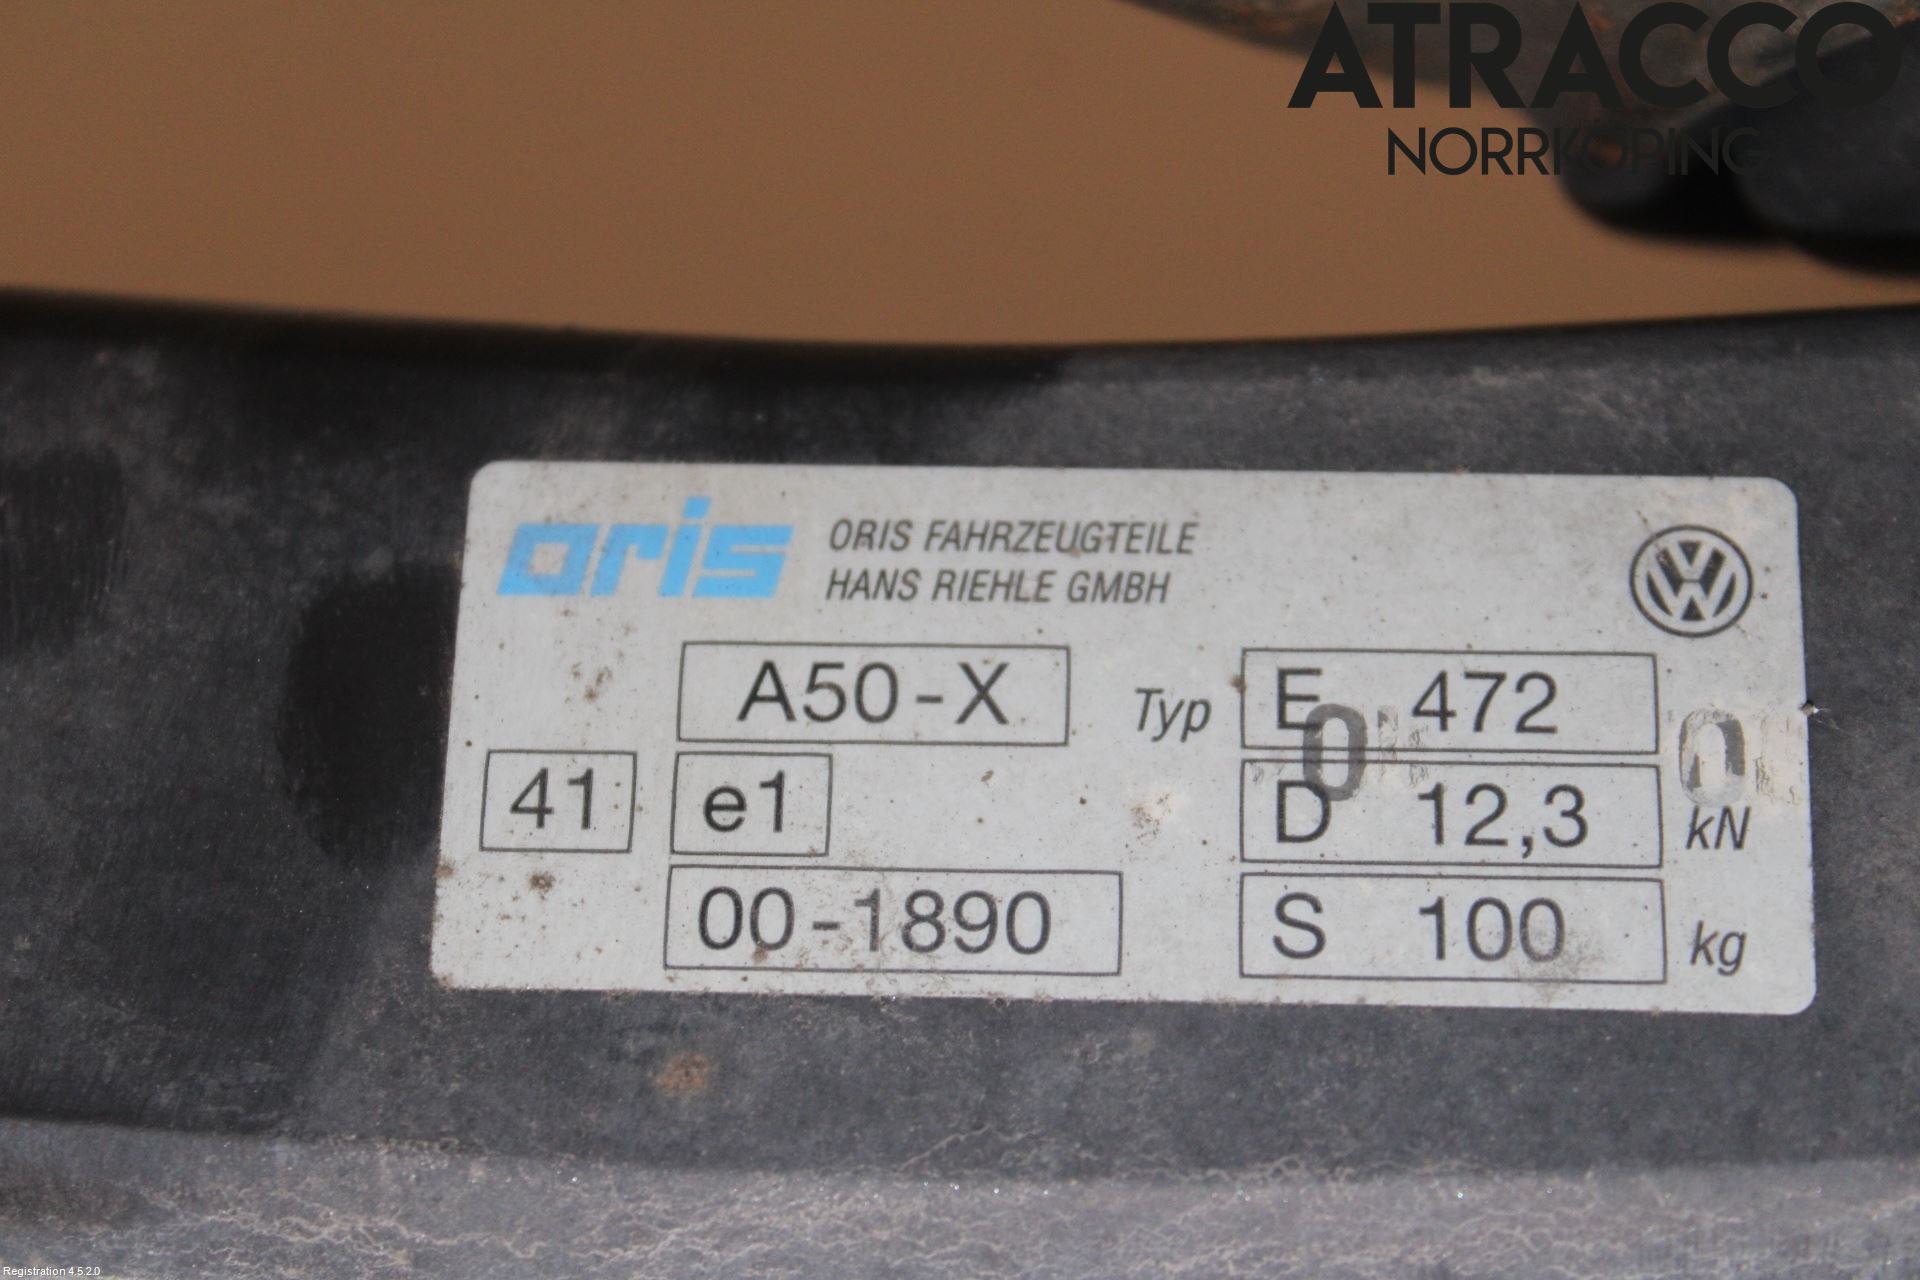 ATRACCO
NORRKÖPING
oris
ORIS FAHRZEUGTEILE
HANS RIEHLE GMBH
VW
A50-X Typ E 472
41 e1 D 12,3 kN
00-1890 S 100 kg
Registration 4.5.2.0